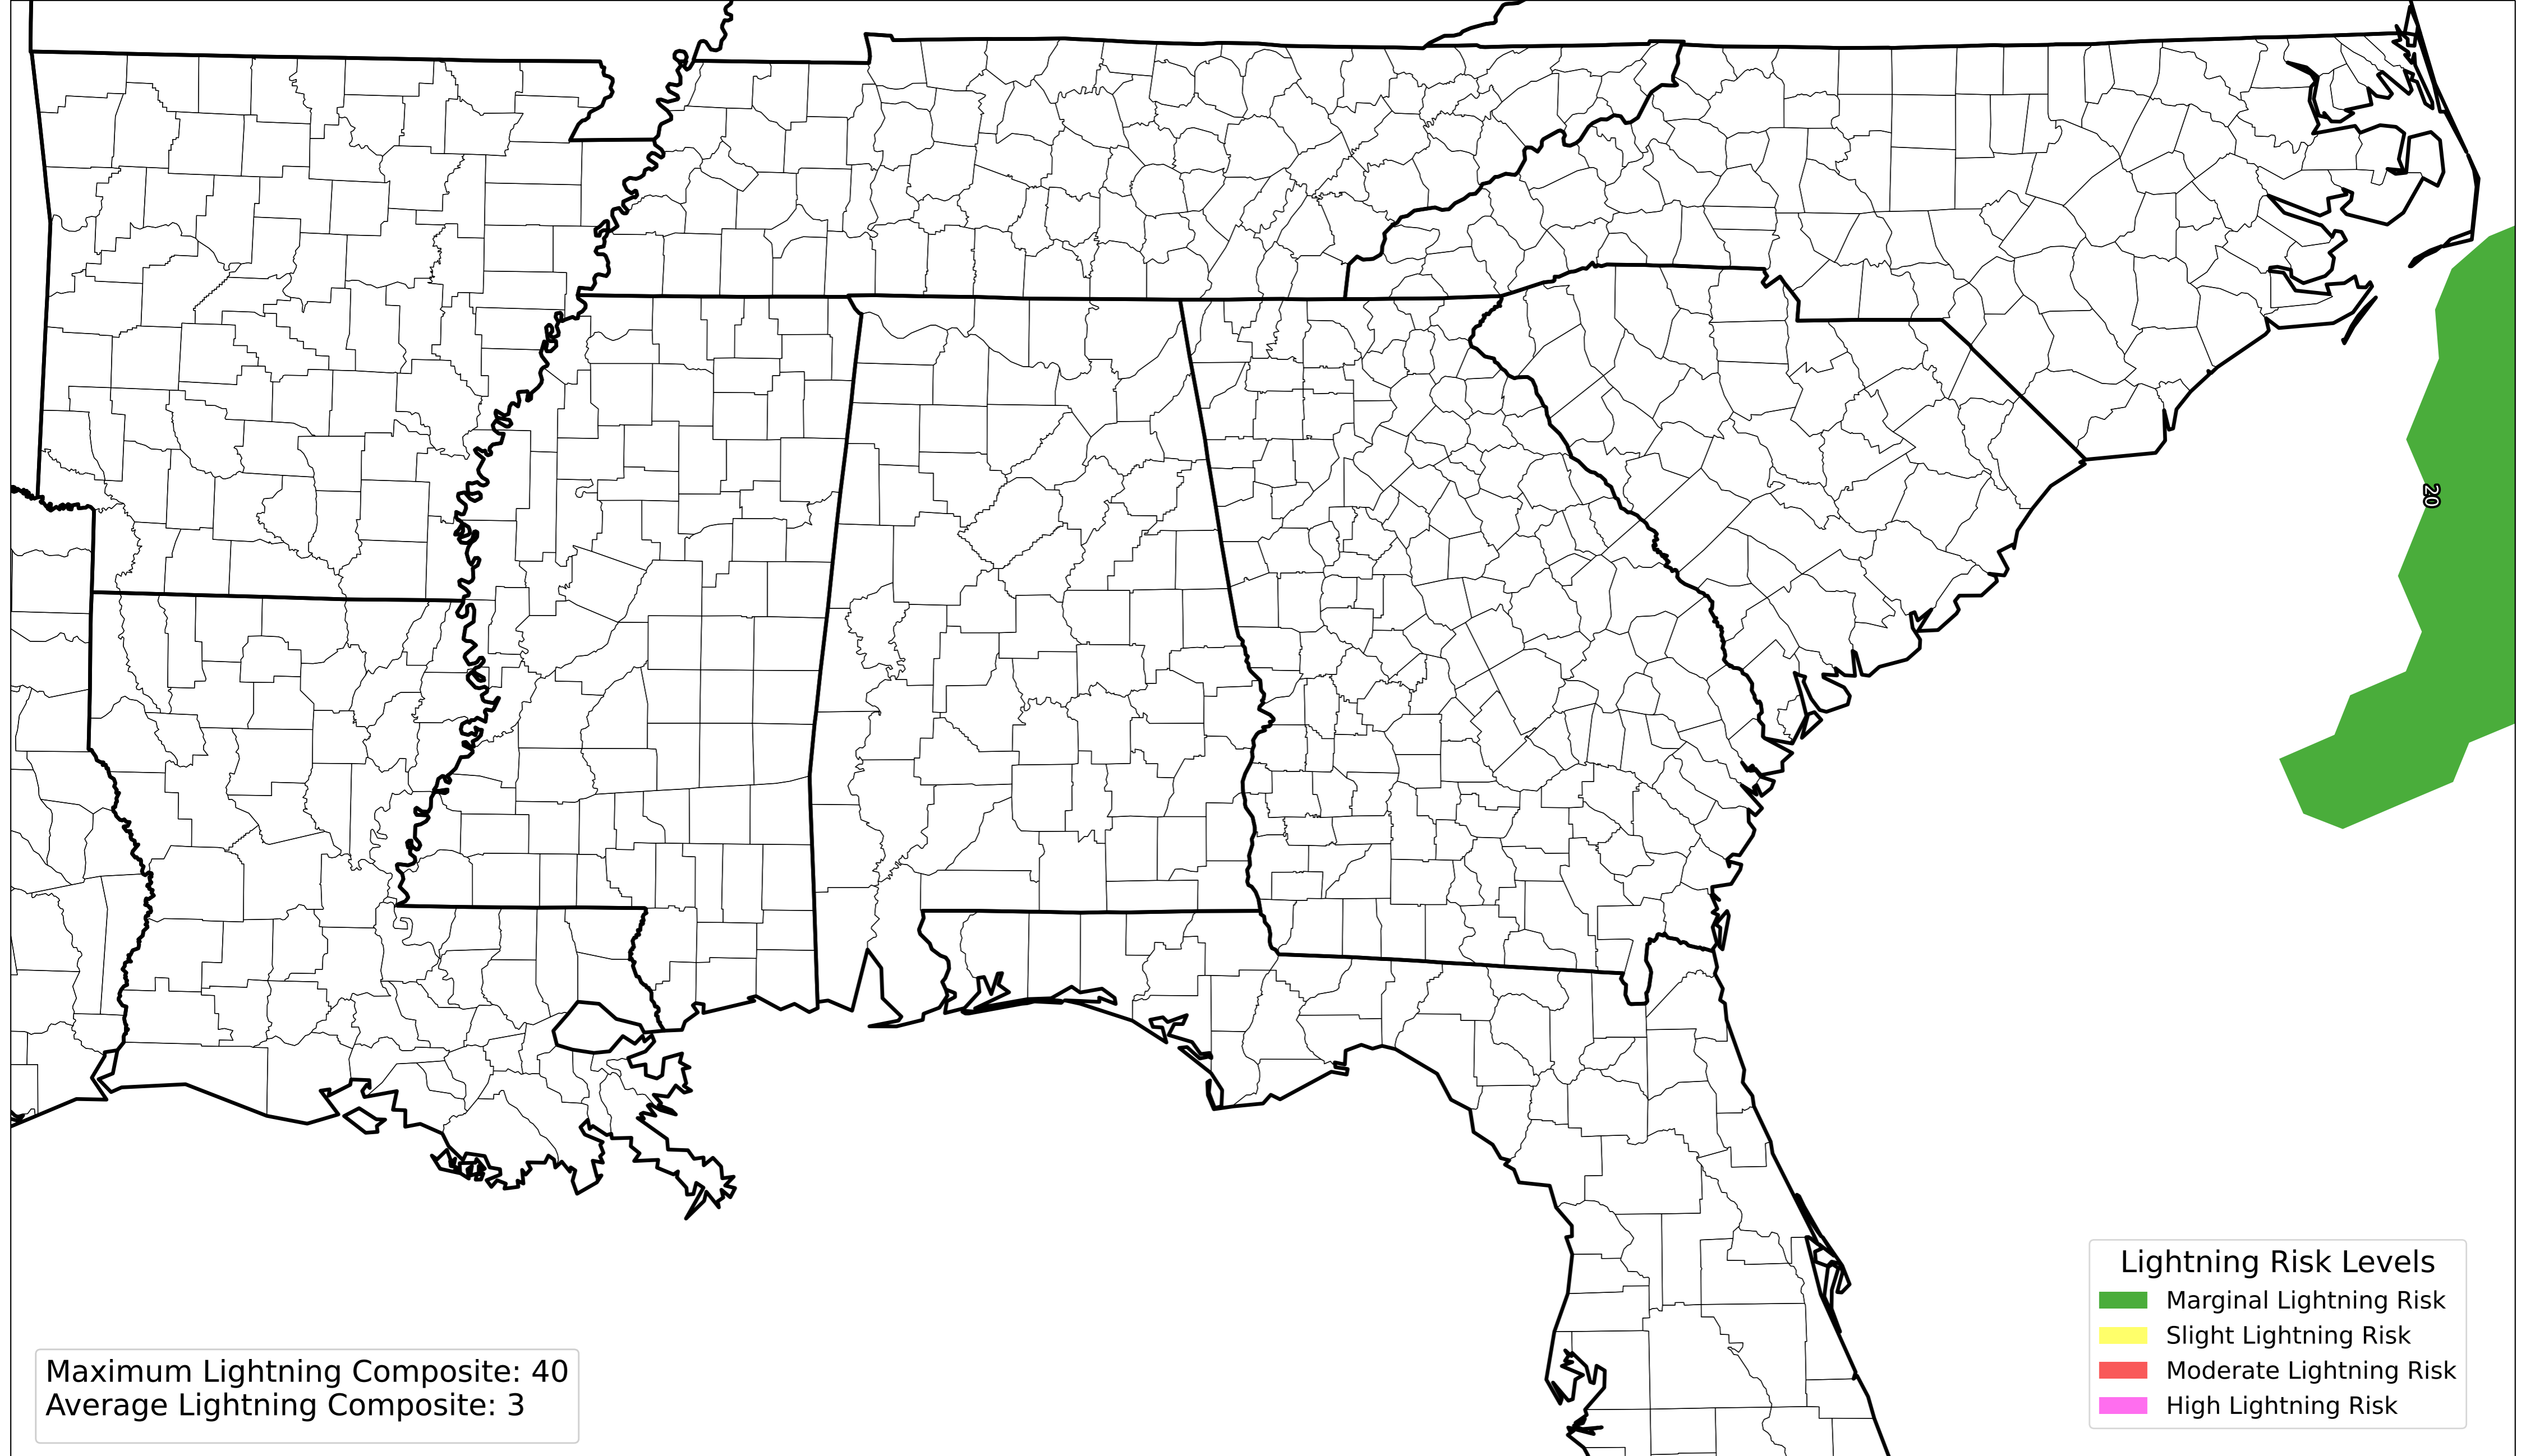 20
Lightning Risk Levels
Marginal Lightning Risk
Slight Lightning Risk
Moderate Lightning Risk
High Lightning Risk
Maximum Lightning Composite: 40
Average Lightning Composite: 3